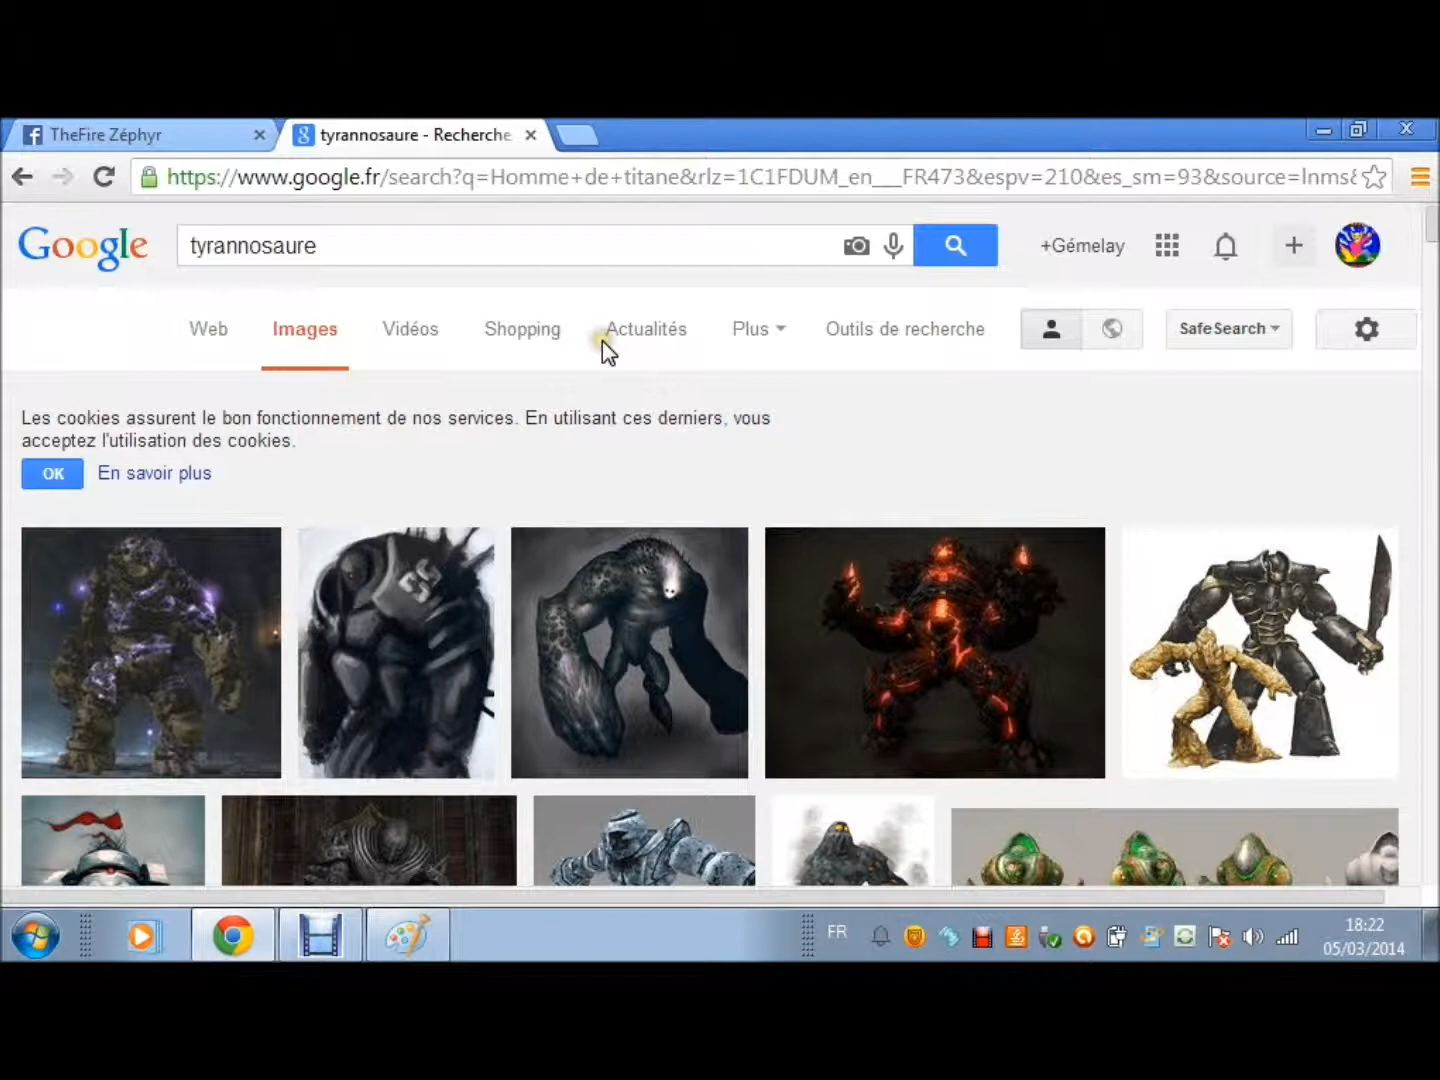 TheFire Zéphyr
tyrannosaure - Recherche
https://www.google.fr/search?q=Homme+de+titane&rlz=1C1FDUM_en___FR473&espv=210&es_sm=93&source=lnms&
Google
tyrannosaure
+Gémelay
Web
Images
Vidéos
Shopping
Actualités
Plus
Outils de recherche
SafeSearch
Les cookies assurent le bon fonctionnement de nos services. En utilisant ces derniers, vous
acceptez l'utilisation des cookies.
OK
En savoir plus
FR
18:22
05/03/2014